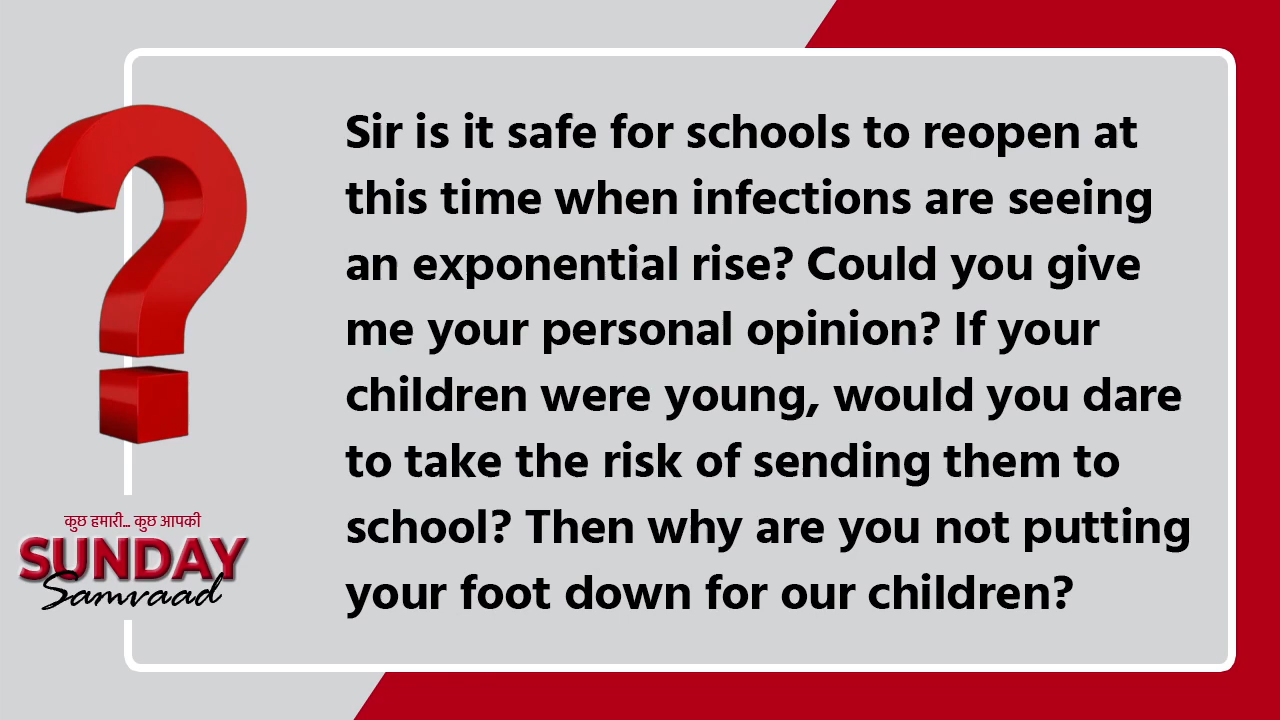 Sir is it safe for schools to reopen at
this time when infections are seeing
an exponential rise? Could you give
me your personal opinion? If your
children were young, would you dare
to take the risk of sending them to
school? Then why are you not putting
your foot down for our children?
कुछ हमारी... कुछ आपकी
SUNDAY
Samvaad